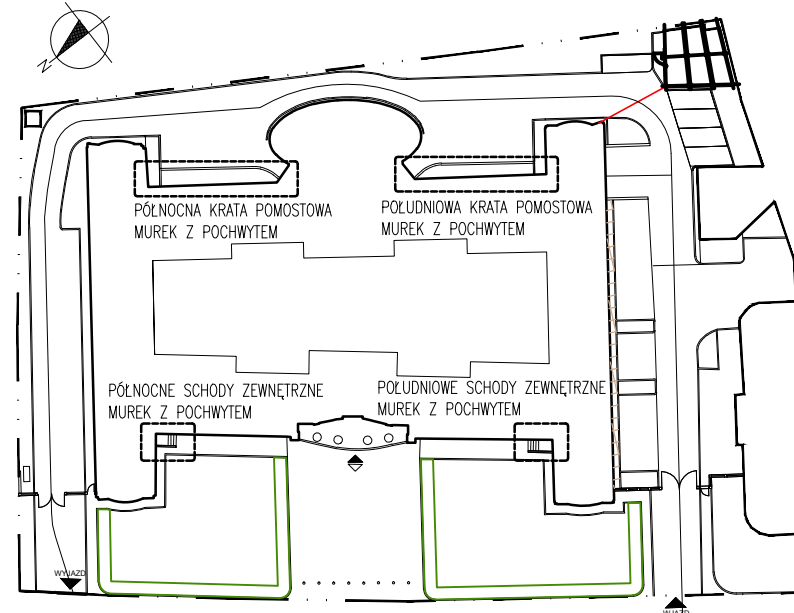 N
PÓŁNOCNA KRATA POMOSTOWA
MUREK Z POCHWYTEM
POŁUDNIOWA KRATA POMOSTOWA
MUREK Z POCHWYTEM
PÓŁNOCNE SCHODY ZEWNĘTRZNE
MUREK Z POCHWYTEM
POŁUDNIOWE SCHODY ZEWNĘTRZNE
MUREK Z POCHWYTEM
WYJAZD
WJAZD